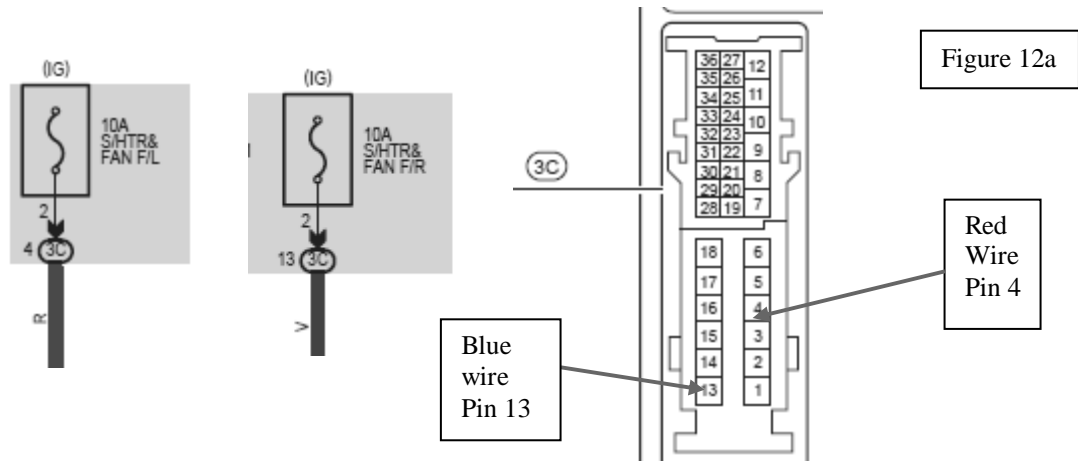 (IG)
10A
S/HTR&
FAN F/L
2
4 3C
R
(IG)
10A
S/HTR&
FAN F/R
2
13 3C
V
3C
36 27 12
35 26
34 25 11
33 24 10
32 23
31 22 9
30 21 8
29 20
28 19 7
18 6
17 5
16 4
15 3
14 2
13 1
Figure 12a
Red
Wire
Pin 4
Blue
wire
Pin 13